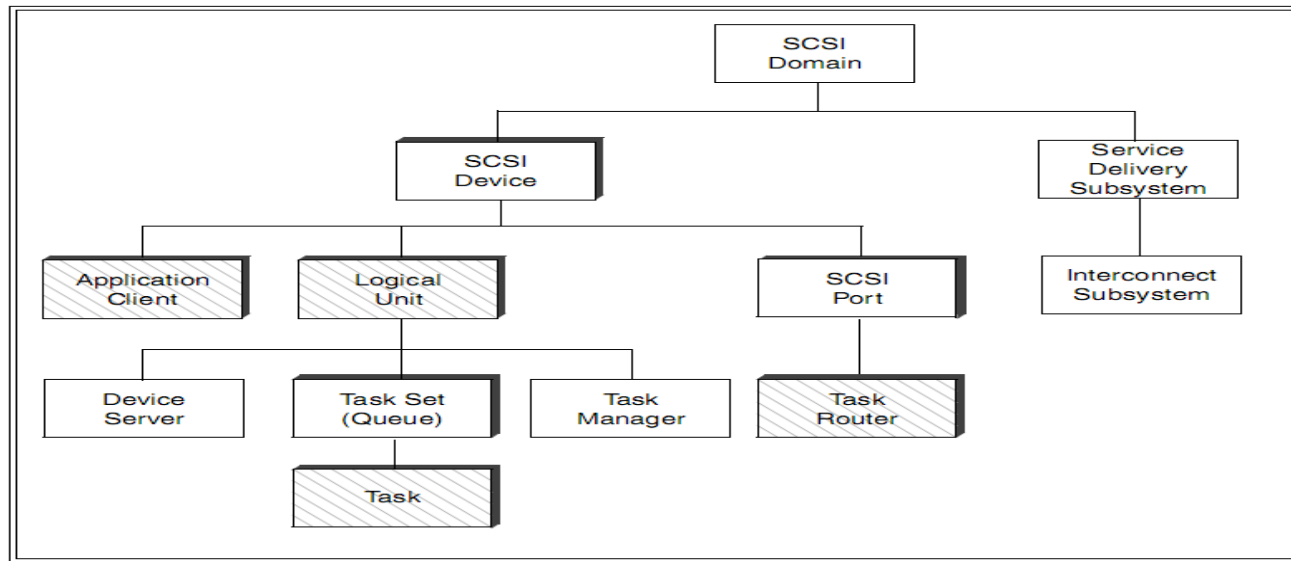 SCSI
Domain
SCSI
Device
Service
Delivery
Subsystem
Application
Client
Logical
Unit
SCSI
Port
Interconnect
Subsystem
Device
Server
Task Set
(Queue)
Task
Manager
Task
Router
Task